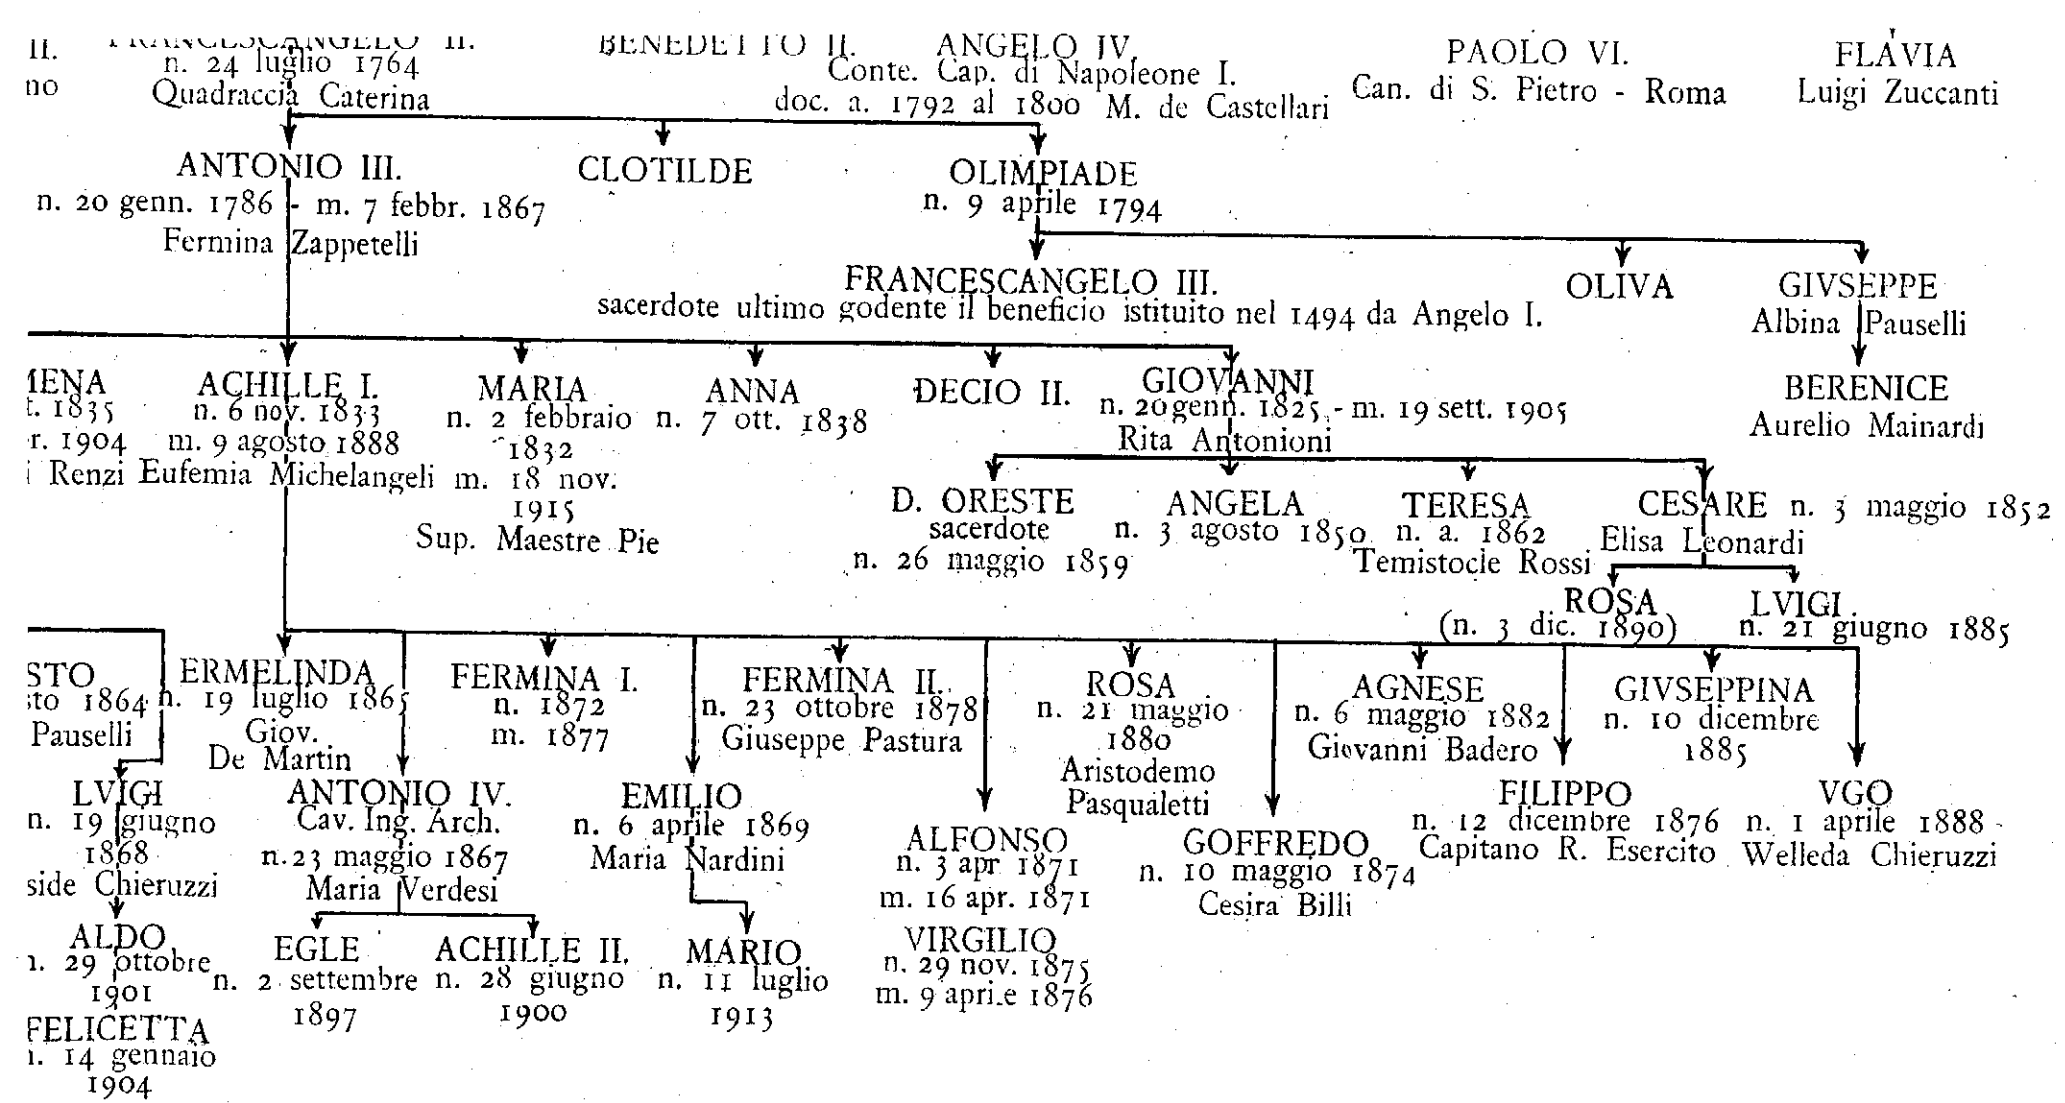 II.
no
FRANCESCANGELO II.
n. 24 luglio 1764
Quadraccia Caterina
BENEDETTO II.
ANGELO IV.
Conte. Cap. di Napoleone I.
doc. a. 1792 al 1800 M. de Castellari
PAOLO VI.
Can. di S. Pietro - Roma
FLAVIA
Luigi Zuccanti
ANTONIO III.
n. 20 genn. 1786 - m. 7 febbr. 1867
Fermina Zappetelli
CLOTILDE
OLIMPIADE
n. 9 aprile 1794
FRANCESCANGELO III.
sacerdote ultimo godente il beneficio istituito nel 1494 da Angelo I.
OLIVA
GIVSEPPE
Albina Pauselli
BERENICE
Aurelio Mainardi
MENA
t. 1835
r. 1904
i Renzi
ACHILLE I.
n. 6 nov. 1833
m. 9 agosto 1888
Eufemia Michelangeli
MARIA
n. 2 febbraio
1832
m. 18 nov.
1915
Sup. Maestre Pie
ANNA
n. 7 ott. 1838
DECIO II.
GIOVANNI
n. 20 genn. 1825 - m. 19 sett. 1905
Rita Antonioni
D. ORESTE
sacerdote
n. 26 maggio 1859
ANGELA
n. 3 agosto 1850
TERESA
n. a. 1862
Temistocle Rossi
CESARE n. 3 maggio 1852
Elisa Leonardi
ROSA
(n. 3 dic. 1890)
LVIGI
n. 21 giugno 1885
STO
sto 1864
Pauselli
ERMELINDA
n. 19 luglio 1865
Giov.
De Martin
FERMINA I.
n. 1872
m. 1877
FERMINA II.
n. 23 ottobre 1878
Giuseppe Pastura
ROSA
n. 21 maggio
1880
Aristodemo
Pasqualetti
AGNESE
n. 6 maggio 1882
Giovanni Badero
GIVSEPPINA
n. 10 dicembre
1885
LVIGI
n. 19 giugno
1868
side Chieruzzi
ANTONIO IV.
Cav. Ing. Arch.
n. 23 maggio 1867
Maria Verdesi
EMILIO
n. 6 aprile 1869
Maria Nardini
ALFONSO
n. 3 apr 1871
m. 16 apr. 1871
GOFFREDO
n. 10 maggio 1874
Cesira Billi
FILIPPO
n. 12 dicembre 1876
Capitano R. Esercito
VGO
n. 1 aprile 1888
Welleda Chieruzzi
ALDO
n. 29 ottobre
1901
EGLE
n. 2 settembre
1897
ACHILLE II.
n. 28 giugno
1900
MARIO
n. 11 luglio
1913
VIRGILIO
n. 29 nov. 1875
m. 9 aprile 1876
FELICETTA
n. 14 gennaio
1904